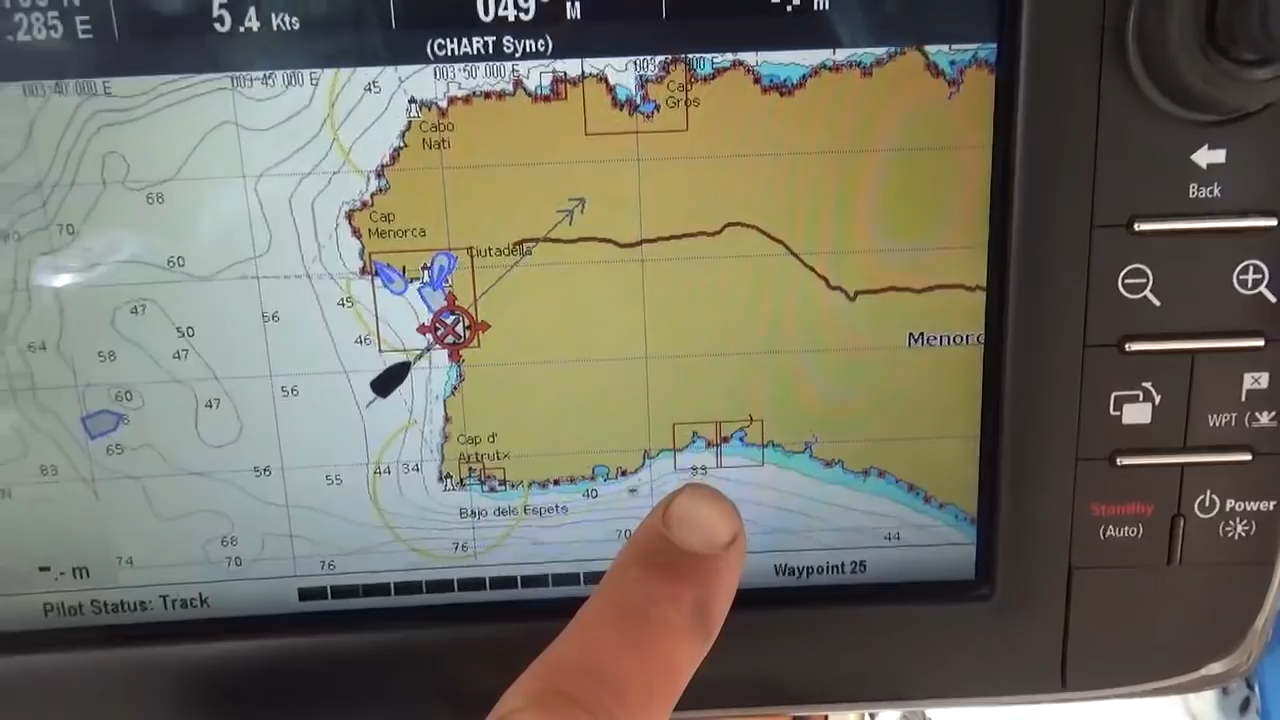 .285 E
5.4 Kts
049° M
-.- m
(CHART Sync)
003°40'.000 E
003°45'.000 E
003°50'.000 E
45
Cabo
Nati
Cap
Gros
68
Cap
Menorca
70
60
Ciutadella
45
46
47
50
47
56
64
58
56
60
47
65
Menorc
83
56
55
44
34
Cap d'
Artrutx
33
40
Bajo dels Espets
70
44
76
68
70
74
76
-.- m
Waypoint 25
Pilot Status: Track
Back
WPT
Standby
(Auto)
Power